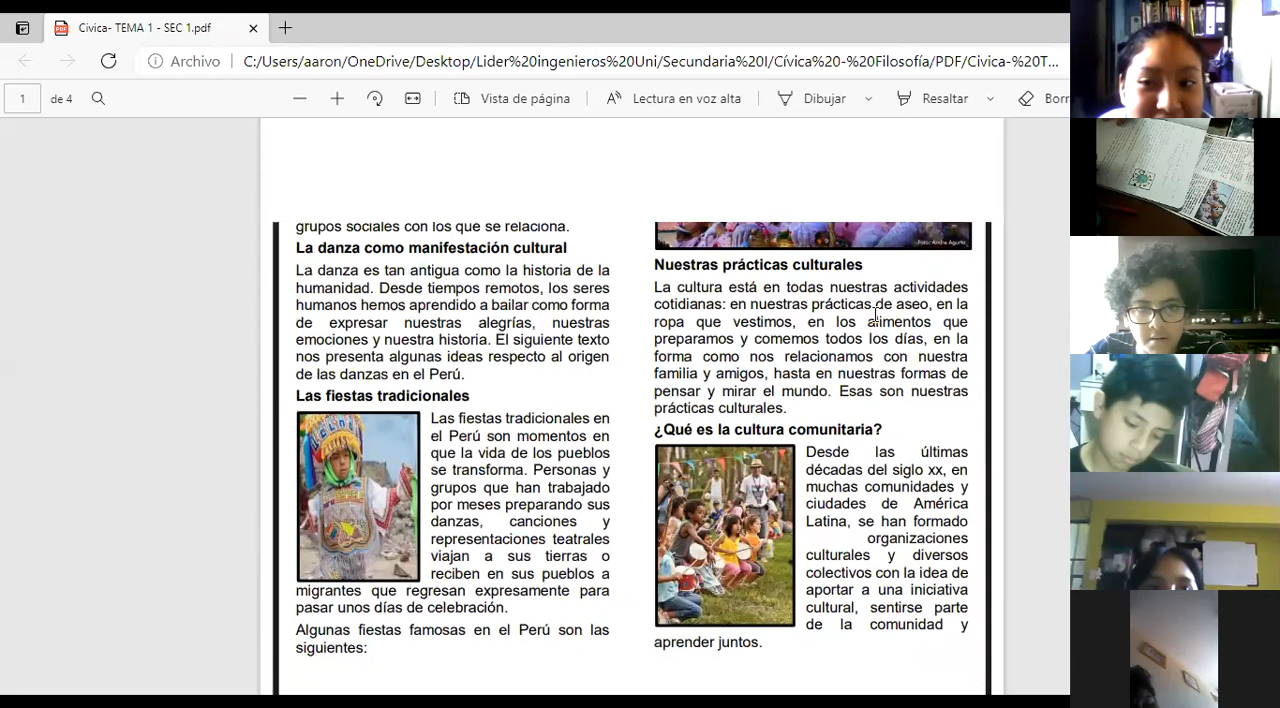 Civica- TEMA 1 - SEC 1.pdf
Archivo
C:/Users/aaron/OneDrive/Desktop/Lider%20ingenieros%20Uni/Secundaria%20I/Cívica%20-%20Filosofía/PDF/Civica-%20T...
1
de 4
Vista de página
Lectura en voz alta
Dibujar
Resaltar
Borr
grupos sociales con los que se relaciona.
La danza como manifestación cultural
La danza es tan antigua como la historia de la
humanidad. Desde tiempos remotos, los seres
humanos hemos aprendido a bailar como forma
de expresar nuestras alegrías, nuestras
emociones y nuestra historia. El siguiente texto
nos presenta algunas ideas respecto al origen
de las danzas en el Perú.
Las fiestas tradicionales
Las fiestas tradicionales en
el Perú son momentos en
que la vida de los pueblos
se transforma. Personas y
grupos que han trabajado
por meses preparando sus
danzas, canciones y
representaciones teatrales
viajan a sus tierras o
reciben en sus pueblos a
migrantes que regresan expresamente para
pasar unos días de celebración.
Algunas fiestas famosas en el Perú son las
siguientes:
Nuestras prácticas culturales
La cultura está en todas nuestras actividades
cotidianas: en nuestras prácticas de aseo, en la
ropa que vestimos, en los alimentos que
preparamos y comemos todos los días, en la
forma como nos relacionamos con nuestra
familia y amigos, hasta en nuestras formas de
pensar y mirar el mundo. Esas son nuestras
prácticas culturales.
¿Qué es la cultura comunitaria?
Desde las últimas
décadas del siglo xx, en
muchas comunidades y
ciudades de América
Latina, se han formado
organizaciones
culturales y diversos
colectivos con la idea de
aportar a una iniciativa
cultural, sentirse parte
de la comunidad y
aprender juntos.